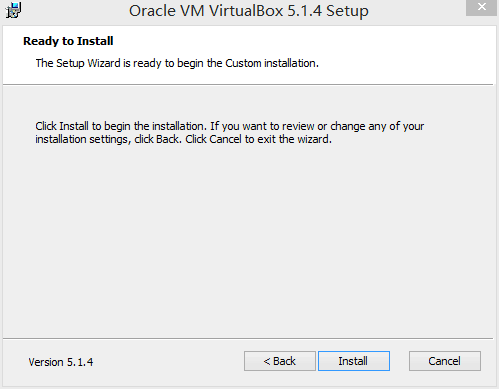 Oracle VM VirtualBox 5.1.4 Setup
Ready to Install
The Setup Wizard is ready to begin the Custom installation.
Click Install to begin the installation. If you want to review or change any of your
installation settings, click Back. Click Cancel to exit the wizard.
Version 5.1.4
< Back
Install
Cancel